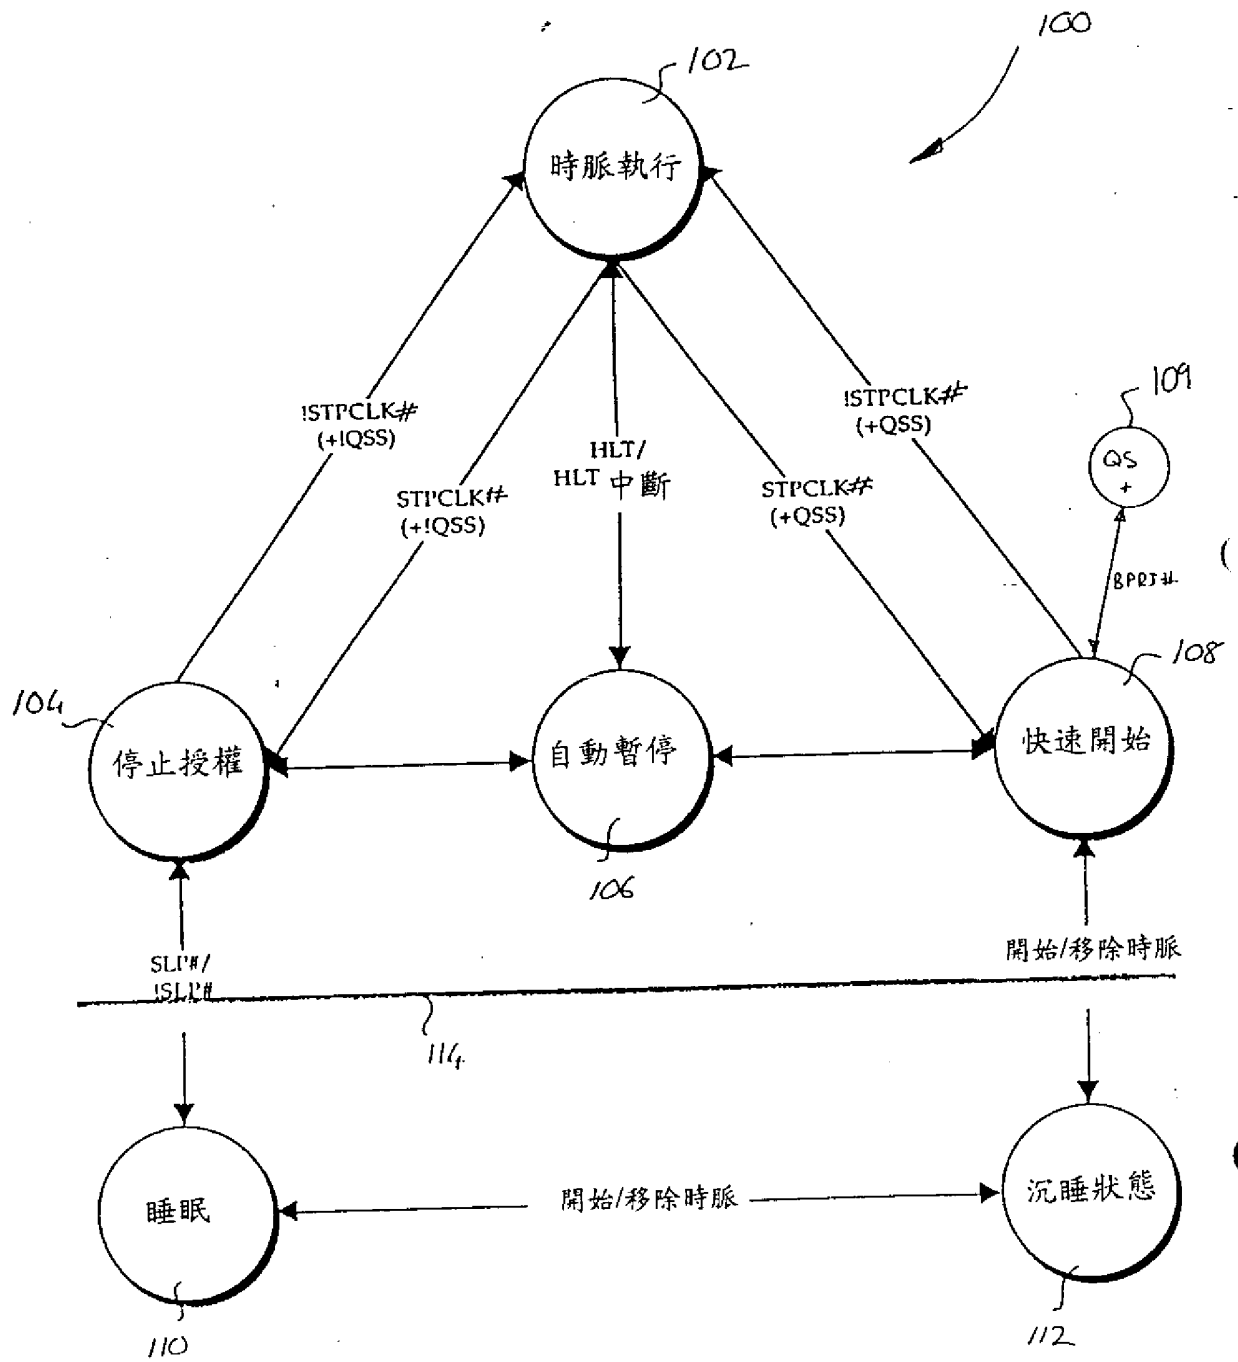 100
102
時脈執行
109
!STPCLK#
(+!QSS)
!STPCLK#
(+QSS)
QS
+
HLT/
HLT 中斷
STPCLK#
(+!QSS)
STPCLK#
(+QSS)
BPRI#
108
104
停止授權
自動暫停
快速開始
106
SLP#/
!SLP#
開始/移除時脈
114
睡眠
開始/移除時脈
沉睡狀態
110
112